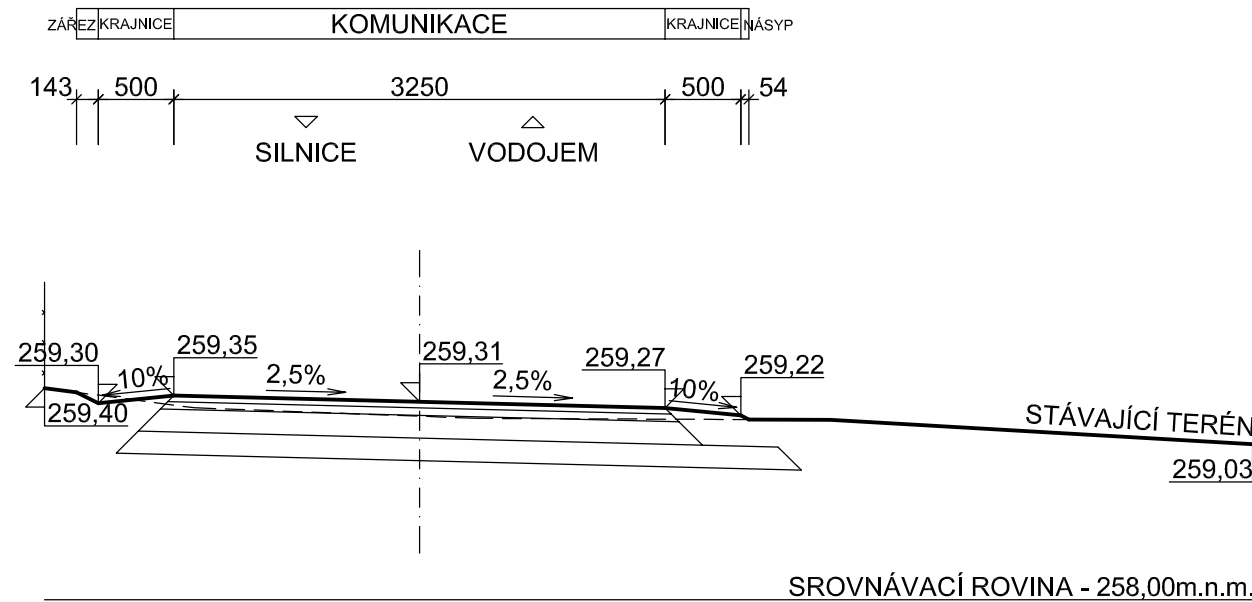 ZÁŘEZ KRAJNICE KOMUNIKACE KRAJNICE NÁSYP
143 500 3250 500 54
SILNICE VODOJEM
259,30 259,35 259,31 259,27 259,22
10% 2,5% 2,5% 10%
259,40
STÁVAJÍCÍ TERÉN
259,03
SROVNÁVACÍ ROVINA - 258,00m.n.m.